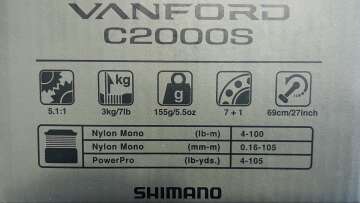 VANFORD
C2000S
kg
g
5.1:1 3kg/7lb 155g/5.5oz 7 + 1 69cm/27inch
Nylon Mono (lb-m) 4-100
Nylon Mono (mm-m) 0.16-105
PowerPro (lb-yds.) 4-105
SHIMANO